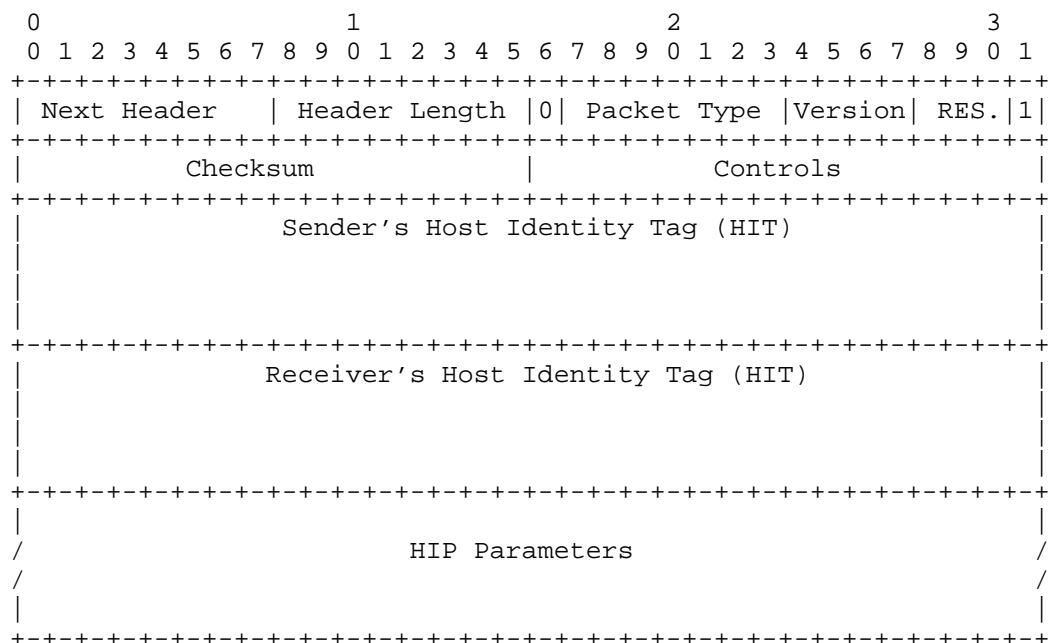 0                   1                   2                   3
0 1 2 3 4 5 6 7 8 9 0 1 2 3 4 5 6 7 8 9 0 1 2 3 4 5 6 7 8 9 0 1
+-+-+-+-+-+-+-+-+-+-+-+-+-+-+-+-+-+-+-+-+-+-+-+-+-+-+-+-+-+-+-+-+
| Next Header   | Header Length |0| Packet Type |Version| RES.|1|
+-+-+-+-+-+-+-+-+-+-+-+-+-+-+-+-+-+-+-+-+-+-+-+-+-+-+-+-+-+-+-+-+
|          Checksum             |           Controls            |
+-+-+-+-+-+-+-+-+-+-+-+-+-+-+-+-+-+-+-+-+-+-+-+-+-+-+-+-+-+-+-+-+
|                Sender's Host Identity Tag (HIT)               |
|                                                               |
|                                                               |
|                                                               |
+-+-+-+-+-+-+-+-+-+-+-+-+-+-+-+-+-+-+-+-+-+-+-+-+-+-+-+-+-+-+-+-+
|               Receiver's Host Identity Tag (HIT)              |
|                                                               |
|                                                               |
|                                                               |
+-+-+-+-+-+-+-+-+-+-+-+-+-+-+-+-+-+-+-+-+-+-+-+-+-+-+-+-+-+-+-+-+
|                                                               |
/                        HIP Parameters                         /
/                                                               /
|                                                               |
+-+-+-+-+-+-+-+-+-+-+-+-+-+-+-+-+-+-+-+-+-+-+-+-+-+-+-+-+-+-+-+-+